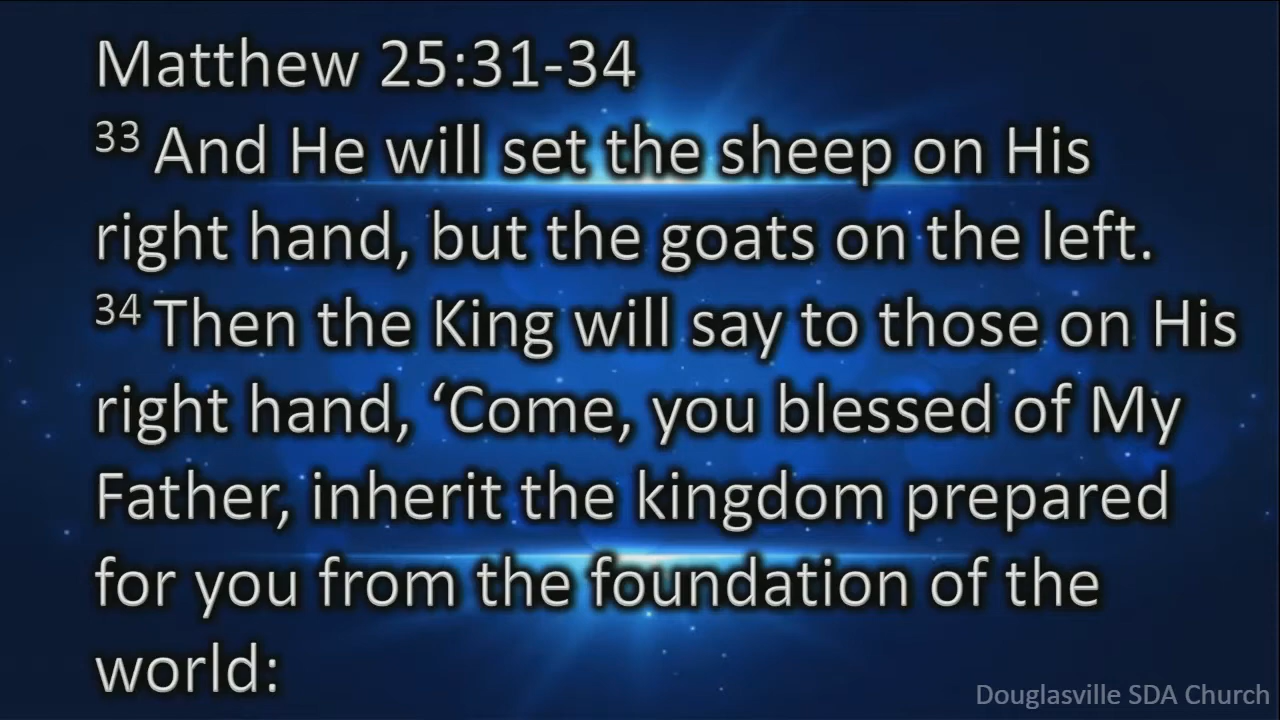 Matthew 25:31-34
33 And He will set the sheep on His
right hand, but the goats on the left.
34 Then the King will say to those on His
right hand, ‘Come, you blessed of My
Father, inherit the kingdom prepared
for you from the foundation of the
world:
Douglasville SDA Church